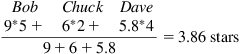 Bob Chuck Dave
9*5 + 6*2 + 5.8*4
9 + 6 + 5.8 = 3.86 stars